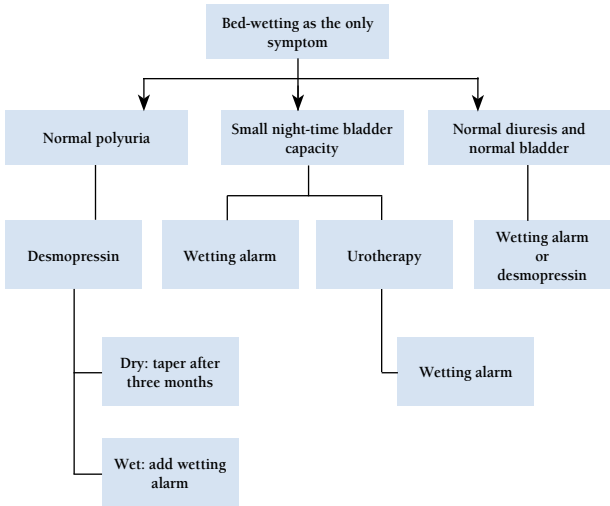 Bed-wetting as the only
symptom
Normal polyuria
Small night-time bladder
capacity
Normal diuresis and
normal bladder
Desmopressin
Wetting alarm
Urotherapy
Wetting alarm
or
desmopressin
Dry: taper after
three months
Wetting alarm
Wet: add wetting
alarm